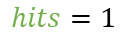 hits = 1